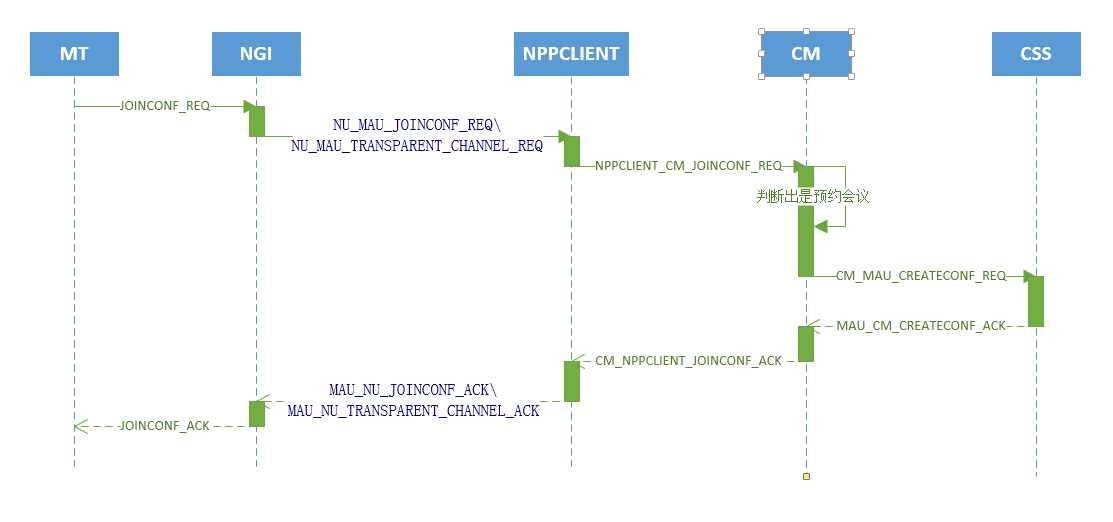 MT
NGI
NPPCLIENT
CM
CSS
JOINCONF_REQ
NU_MAU_JOINCONF_REQ\
NU_MAU_TRANSPARENT_CHANNEL_REQ
NPPCLIENT_CM_JOINCONF_REQ
判断出是预约会议
CM_MAU_CREATECONF_REQ
MAU_CM_CREATECONF_ACK
CM_NPPCLIENT_JOINCONF_ACK
MAU_NU_JOINCONF_ACK\
MAU_NU_TRANSPARENT_CHANNEL_ACK
JOINCONF_ACK